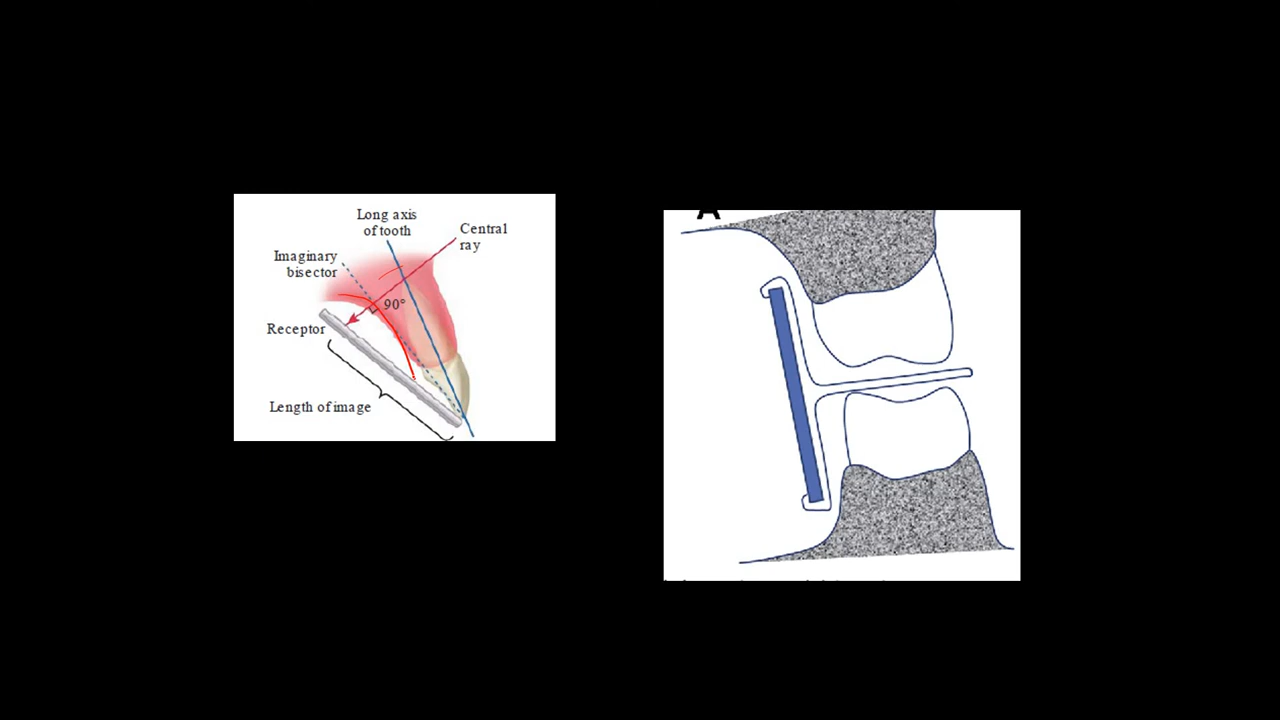 Long axis
of tooth
Central
ray
Imaginary
bisector
90°
Receptor
Length of image
A